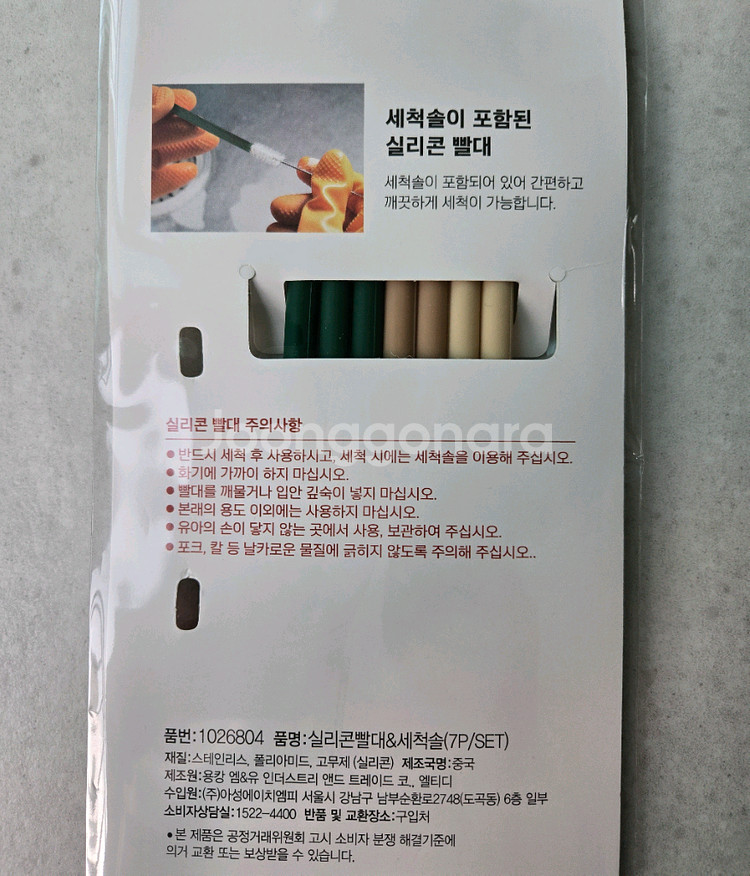 세척솔이 포함된
실리콘 빨대
세척솔이 포함되어 있어 간편하고
깨끗하게 세척이 가능합니다.
실리콘 빨대 주의사항
Joonggonara
● 반드시 세척 후 사용하시고, 세척 시에는 세척솔을 이용해 주십시오.
● 화기에 가까이 하지 마십시오.
● 빨대를 깨물거나 입안 깊숙이 넣지 마십시오.
● 본래의 용도 이외에는 사용하지 마십시오.
● 유아의 손이 닿지 않는 곳에서 사용, 보관하여 주십시오.
● 포크, 칼 등 날카로운 물질에 긁히지 않도록 주의해 주십시오..
품번:1026804 품명:실리콘빨대&세척솔(7P/SET)
재질:스테인리스, 폴리아미드, 고무제 (실리콘) 제조국명:중국
제조원:용캉 엠&유 인더스트리 앤드 트레이드 코., 엘티디
수입원:(주)아성에이치엠피 서울시 강남구 남부순환로2748(도곡동) 6층 일부
소비자상담실:1522-4400 반품 및 교환장소:구입처
• 본 제품은 공정거래위원회 고시 소비자 분쟁 해결기준에
의거 교환 또는 보상받을 수 있습니다.